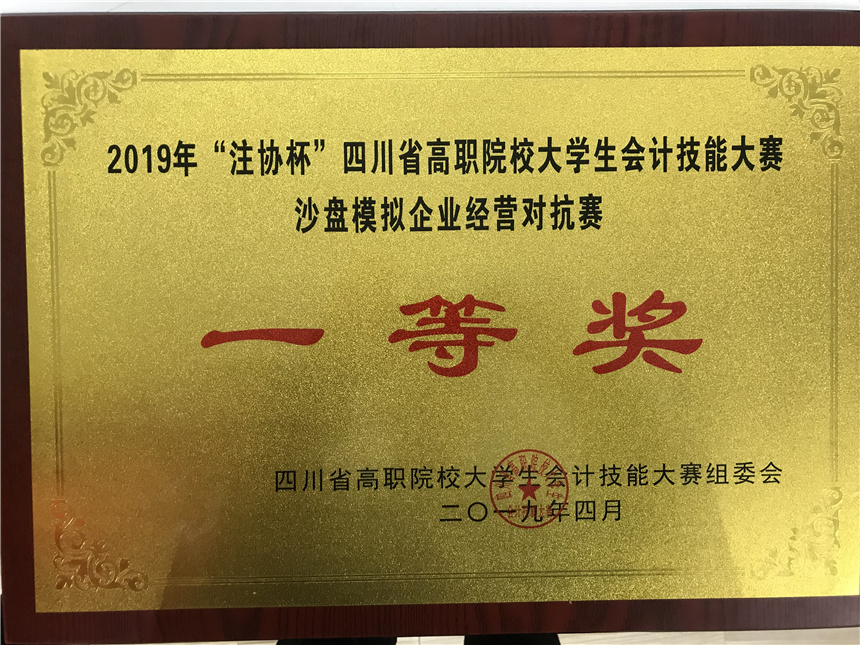 2019年“注协杯”四川省高职院校大学生会计技能大赛
沙盘模拟企业经营对抗赛
一等奖
四川省高职院校大学生会计技能大赛组委会
二〇一九年四月